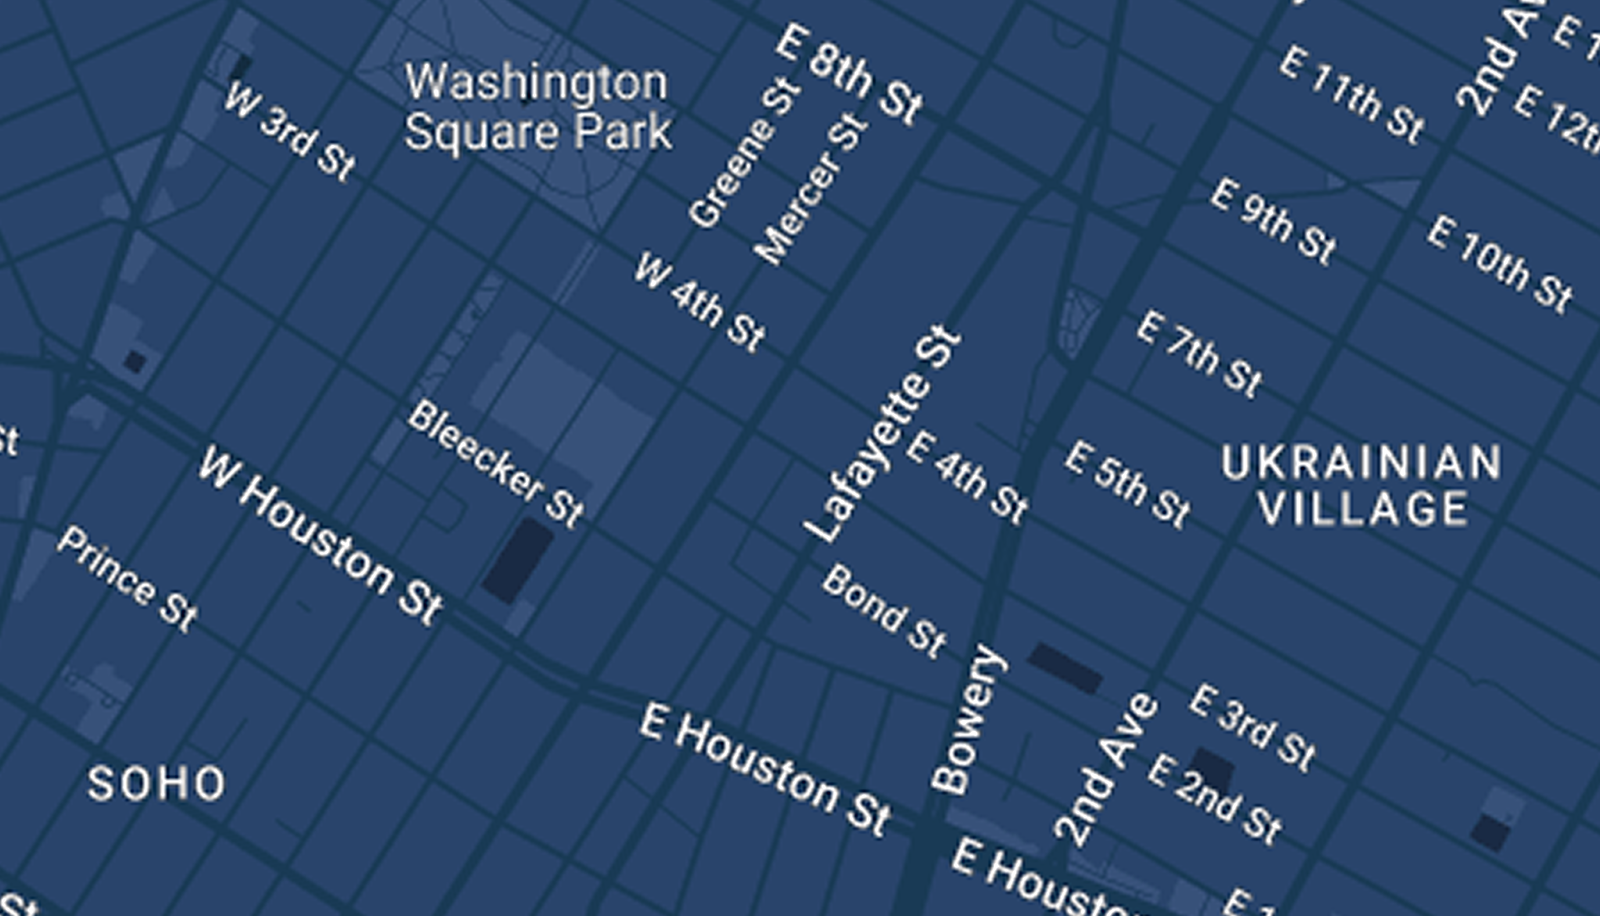 E 8th St
2nd Av
E 11th St
E 12th
Washington
Square Park
W 3rd St
Greene St
Mercer St
E 9th St
E 10th St
W 4th St
E 7th St
Lafayette St
Bleecker St
E 4th St
E 5th St
UKRAINIAN
VILLAGE
W Houston St
Prince St
Bond St
Bowery
2nd Ave
E 3rd St
E 2nd St
E Houston St
SOHO
E Housto
St